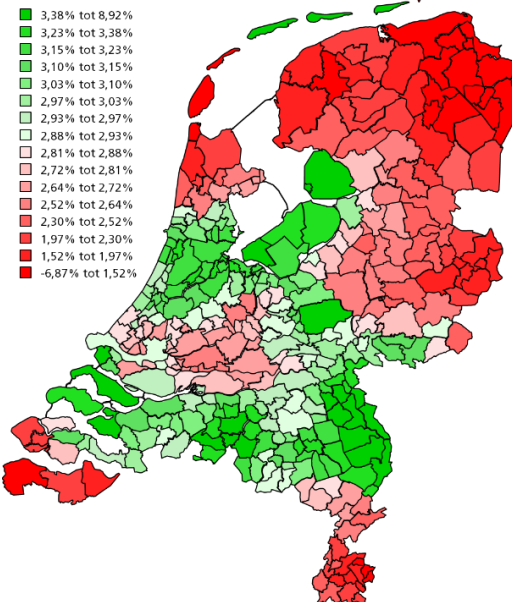 3,38% tot 8,92%
3,23% tot 3,38%
3,15% tot 3,23%
3,10% tot 3,15%
3,03% tot 3,10%
2,97% tot 3,03%
2,93% tot 2,97%
2,88% tot 2,93%
2,81% tot 2,88%
2,72% tot 2,81%
2,64% tot 2,72%
2,52% tot 2,64%
2,30% tot 2,52%
1,97% tot 2,30%
1,52% tot 1,97%
-6,87% tot 1,52%